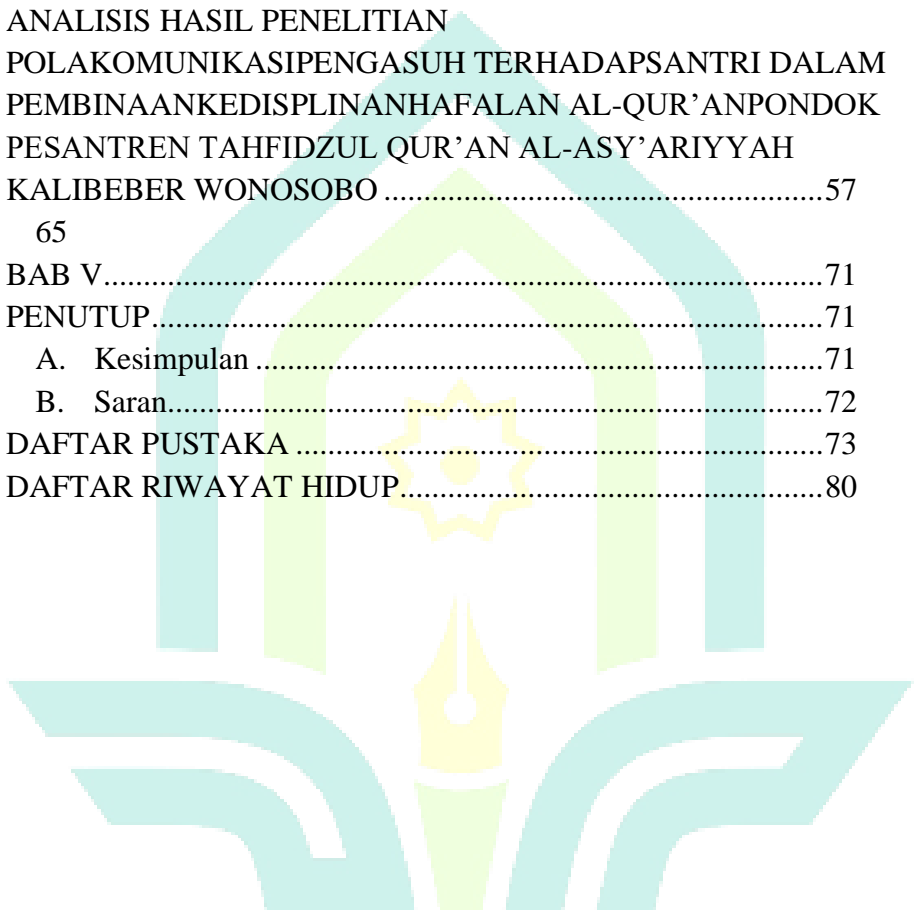 ANALISIS HASIL PENELITIAN
POLAKOMUNIKASIPENGASUH TERHADAPSANTRI DALAM
PEMBINAANKEDISPLINANHAFALAN AL-QUR’ANPONDOK
PESANTREN TAHFIDZUL QUR’AN AL-ASY’ARIYYAH
KALIBEBER WONOSOBO ........................................................57
65
BAB V...........................................................................................71
PENUTUP.....................................................................................71
A. Kesimpulan ........................................................................71
B. Saran...................................................................................72
DAFTAR PUSTAKA ...................................................................73
DAFTAR RIWAYAT HIDUP......................................................80